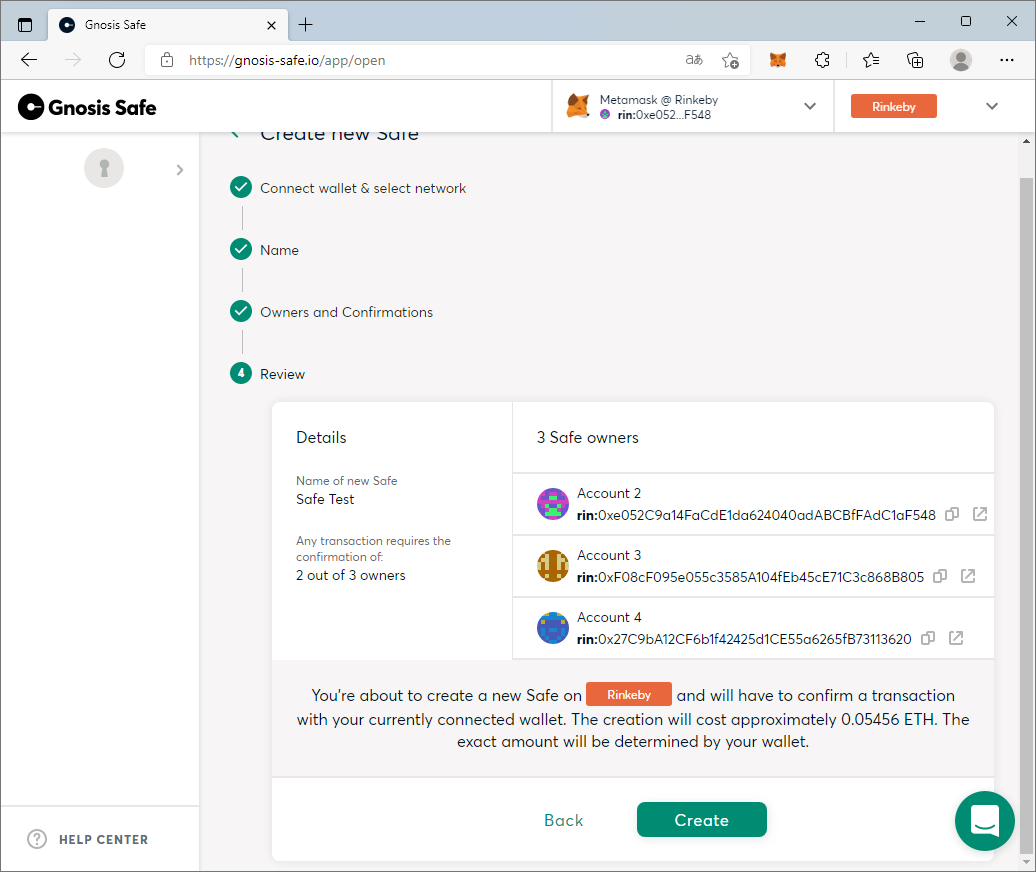 Gnosis Safe
https://gnosis-safe.io/app/open
aあ
Gnosis Safe
Metamask @ Rinkeby
rin:0xe052...F548
Rinkeby
Create new Safe
Connect wallet & select network
Name
Owners and Confirmations
4
Review
Details
Name of new Safe
Safe Test
Any transaction requires the
confirmation of:
2 out of 3 owners
3 Safe owners
Account 2
rin:0xe052C9a14FaCdE1da624040adABCBfFAdC1aF548
Account 3
rin:0xF08cF095e055c3585A104fEb45cE71C3c868B805
Account 4
rin:0x27C9bA12CF6b1f42425d1CE55a6265fB73113620
You're about to create a new Safe on Rinkeby and will have to confirm a transaction
with your currently connected wallet. The creation will cost approximately 0.05456 ETH. The
exact amount will be determined by your wallet.
Back
Create
? HELP CENTER